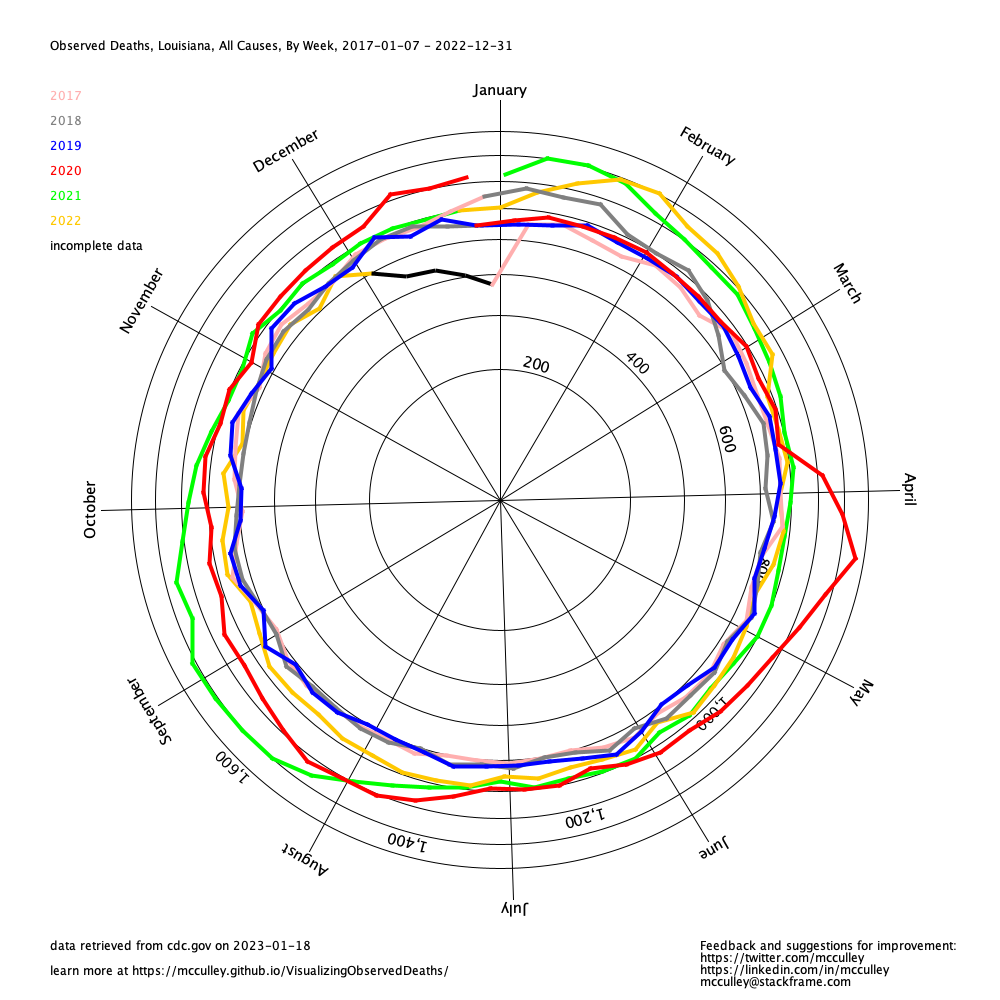 Observed Deaths, Louisiana, All Causes, By Week, 2017-01-07 - 2022-12-31
January
2017
2018
2019
2020
2021
2022
incomplete data
December
February
November
March
200
400
600
October
April
800
September
May
1,000
1,600
1,200
1,400
August
June
July
data retrieved from cdc.gov on 2023-01-18
learn more at https://mcculley.github.io/VisualizingObservedDeaths/
Feedback and suggestions for improvement:
https://twitter.com/mcculley
https://linkedin.com/in/mcculley
mcculley@stackframe.com